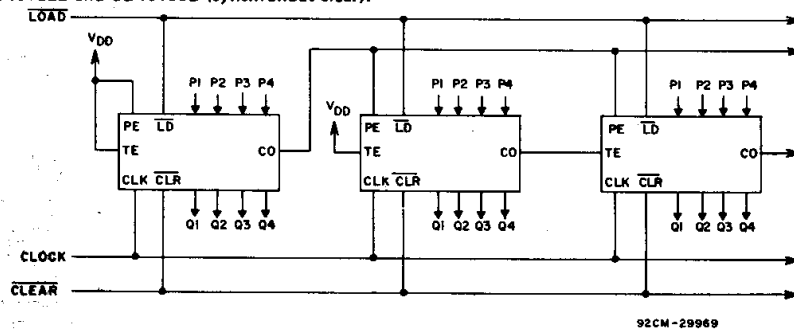 LOAD
VDD
P1 P2 P3 P4
PE LD
TE CO
CLK CLR
Q1 Q2 Q3 Q4
VDD
P1 P2 P3 P4
PE LD
TE CO
CLK CLR
Q1 Q2 Q3 Q4
P1 P2 P3 P4
PE LD
TE CO
CLK CLR
Q1 Q2 Q3 Q4
CLOCK
CLEAR
92CM-29969